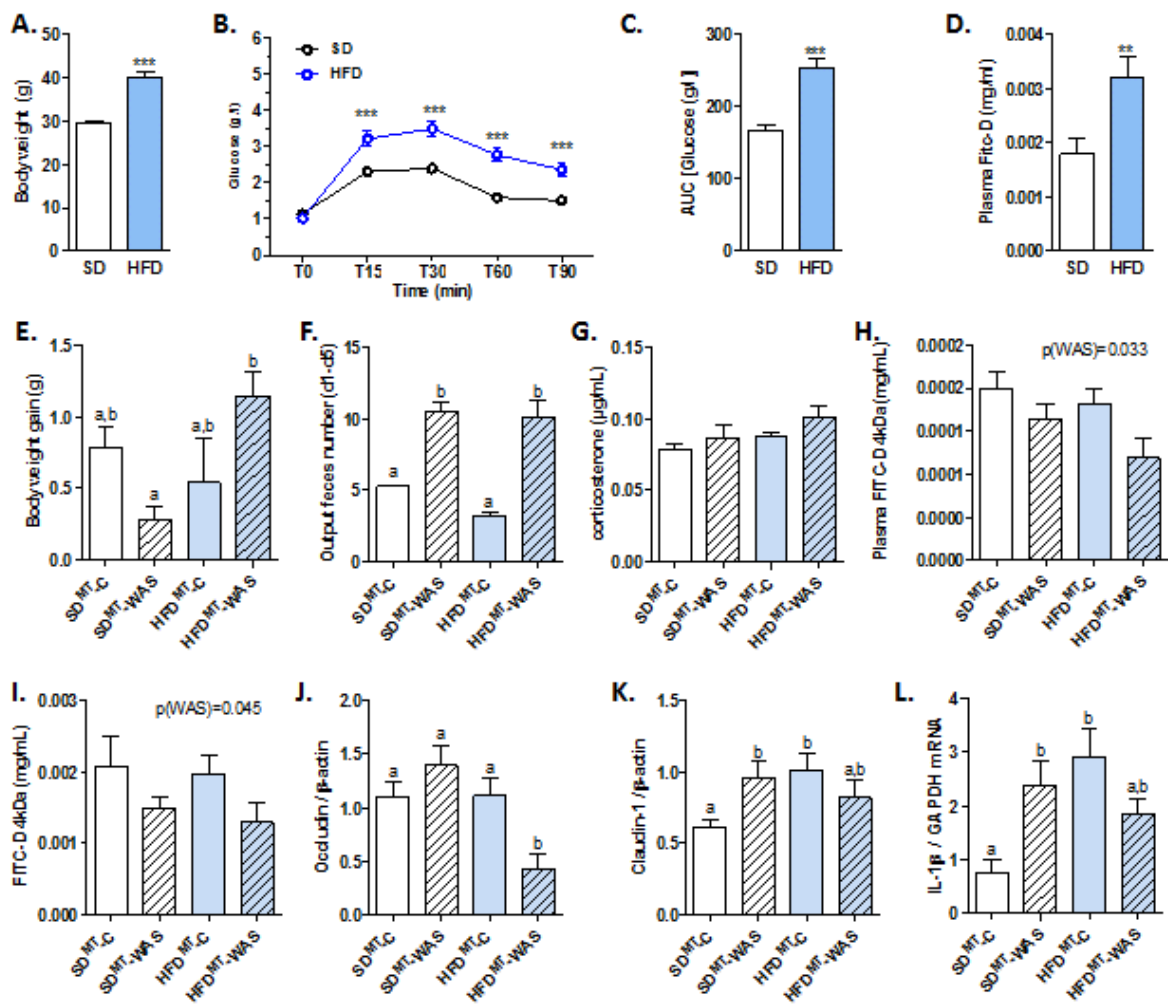 A.
Bodyweight (g)
50
40
30
20
10
0
***
SD
HFD
B.
Glucose (g.l)
6
5
4
3
2
1
0
SD
HFD
***
***
***
***
T0
T15
T30
T60
T90
Time (min)
C.
AUC [Glucose (g/l]
300
200
100
0
***
SD
HFD
D.
Plasma Fitc-D (mg/ml)
0.004
0.003
0.002
0.001
0.000
**
SD
HFD
E.
Bodyweight gain (g)
1.5
1.0
0.5
0.0
a,b
a
a,b
b
SD^MT-C
SD^MT-WAS
HFD^MT-C
HFD^MT-WAS
F.
Output feces number (d1-d5)
15
10
5
0
a
b
a
b
SD^MT-C
SD^MT-WAS
HFD^MT-C
HFD^MT-WAS
G.
corticosterone (µg/mL)
0.15
0.10
0.05
0.00
SD^MT-C
SD^MT-WAS
HFD^MT-C
HFD^MT-WAS
H.
Plasma FITC-D4kDa (mg/mL)
0.0002
0.0002
0.0001
0.0001
0.0000
0.0000
p(WAS)=0.033
SD^MT-C
SD^MT-WAS
HFD^MT-C
HFD^MT-WAS
I.
FITC-D4kDa (mg/mL)
0.003
0.002
0.001
0.000
p(WAS)=0.045
SD^MT-C
SD^MT-WAS
HFD^MT-C
HFD^MT-WAS
J.
Occludin / β-actin
2.0
1.5
1.0
0.5
0.0
a
a
a
b
SD^MT-C
SD^MT-WAS
HFD^MT-C
HFD^MT-WAS
K.
Claudin-1 / β-actin
1.5
1.0
0.5
0.0
a
b
b
a,b
SD^MT-C
SD^MT-WAS
HFD^MT-C
HFD^MT-WAS
L.
IL-1β / GAPDH mRNA
4
3
2
1
0
a
b
b
a,b
SD^MT-C
SD^MT-WAS
HFD^MT-C
HFD^MT-WAS